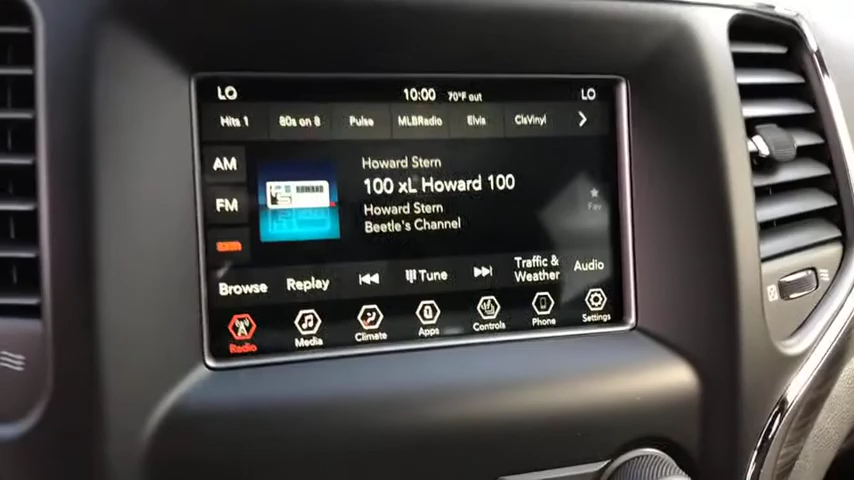 LO 10:00 70°F out LO
Hits 1 80s on 8 Pulse MLBRadio Elvis ClsVinyl
AM
FM
SXM
Howard Stern
100 xL Howard 100
Howard Stern
Beetle's Channel
Fav
Browse Replay Tune Traffic & Weather Audio
Radio Media Climate Apps Controls Phone Settings